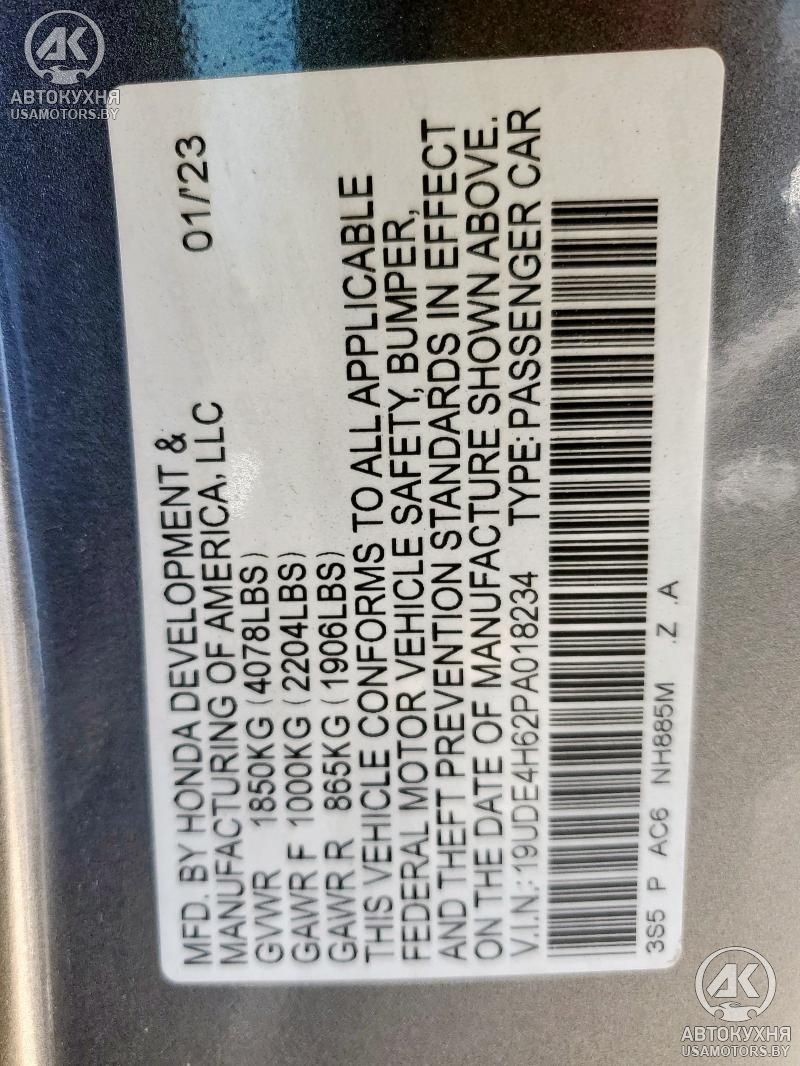 AK
АВТОКУХНЯ
USAMOTORS.BY
MFD. BY HONDA DEVELOPMENT & 01/'23
MANUFACTURING OF AMERICA, LLC
GVWR 1850KG (4078LBS)
GAWR F 1000KG (2204LBS)
GAWR R 865KG (1906LBS)
THIS VEHICLE CONFORMS TO ALL APPLICABLE
FEDERAL MOTOR VEHICLE SAFETY, BUMPER,
AND THEFT PREVENTION STANDARDS IN EFFECT
ON THE DATE OF MANUFACTURE SHOWN ABOVE.
V.I.N.: 19UDE4H62PA018234 TYPE: PASSENGER CAR
3S5 P AC6 NH885M .Z .A
AK
АВТОКУХНЯ
USAMOTORS.BY